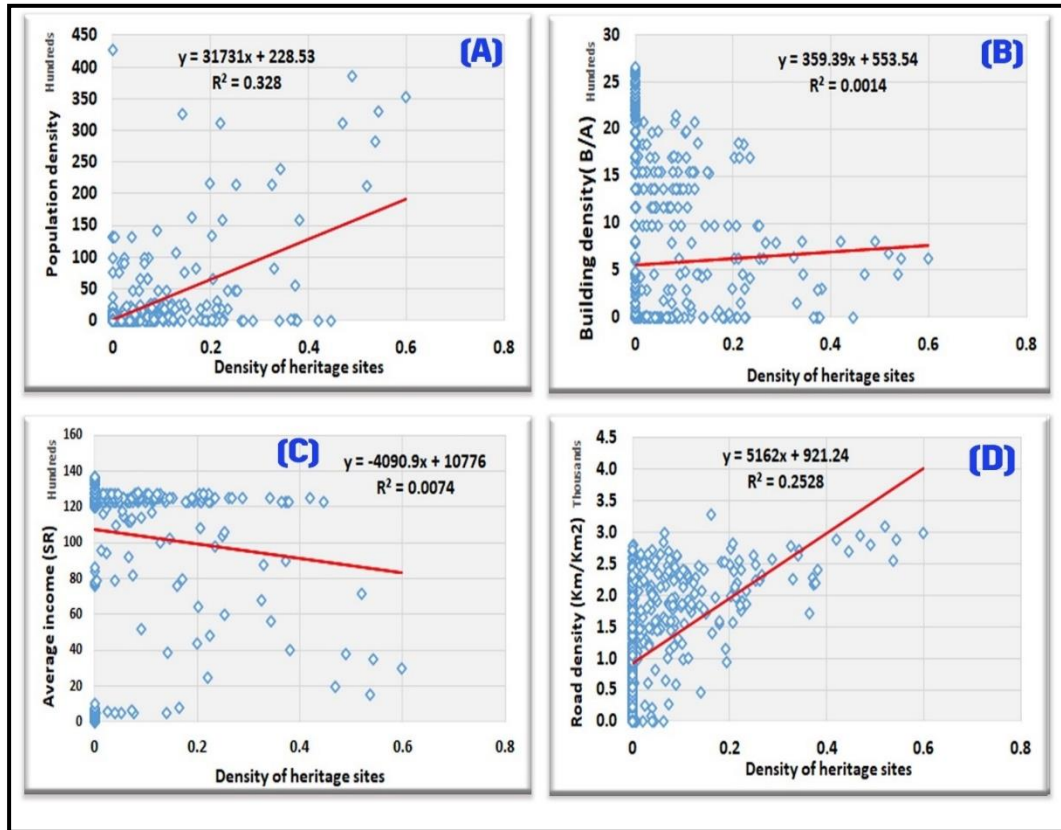 (A)
y = 31731x + 228.53
R² = 0.328
Hundreds
Population density
450
400
350
300
250
200
150
100
50
0
0 0.2 0.4 0.6 0.8
Density of heritage sites
(B)
y = 359.39x + 553.54
R² = 0.0014
Hundreds
Building density( B/A)
30
25
20
15
10
5
0
0 0.2 0.4 0.6 0.8
Density of heritage sites
(C)
y = -4090.9x + 10776
R² = 0.0074
Hundreds
Average income (SR)
160
140
120
100
80
60
40
20
0
0 0.2 0.4 0.6 0.8
Density of heritage sites
(D)
y = 5162x + 921.24
R² = 0.2528
Thousands
Road density (Km/Km2)
4.5
4.0
3.5
3.0
2.5
2.0
1.5
1.0
0.5
0.0
0 0.2 0.4 0.6 0.8
Density of heritage sites